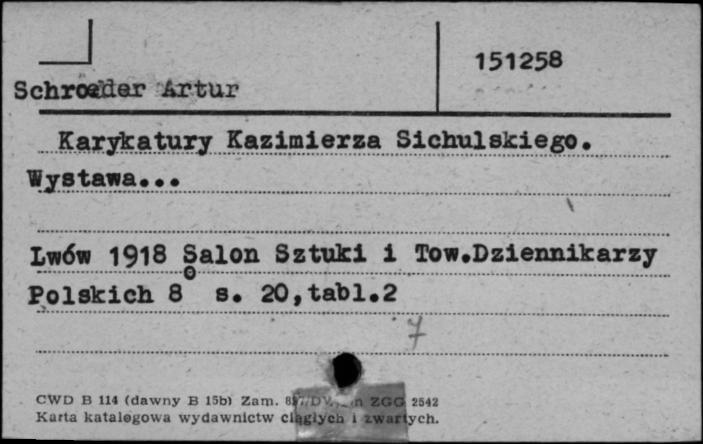 151258
Schroeder Artur
Karykatury Kazimierza Sichulskiego.
Wystawa...
Lwów 1918 Salon Sztuki i Tow.Dziennikarzy
Polskich 8° s. 20,tabl.2
7
CWD B 114 (dawny B 15b) Zam. ZGG 2542
Karta katalogowa wydawnictw ciągłych i zwartych.